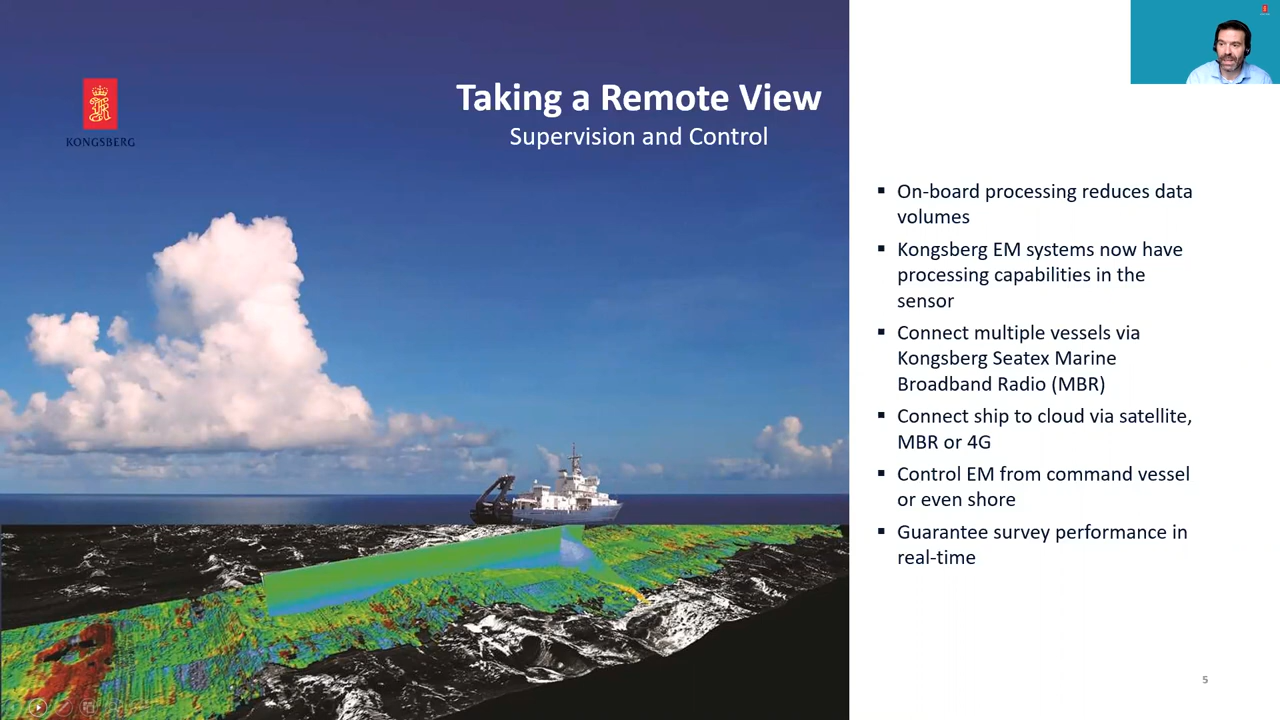 Taking a Remote View
Supervision and Control
KONGSBERG
▪ On-board processing reduces data
volumes
▪ Kongsberg EM systems now have
processing capabilities in the
sensor
▪ Connect multiple vessels via
Kongsberg Seatex Marine
Broadband Radio (MBR)
▪ Connect ship to cloud via satellite,
MBR or 4G
▪ Control EM from command vessel
or even shore
▪ Guarantee survey performance in
real-time
5